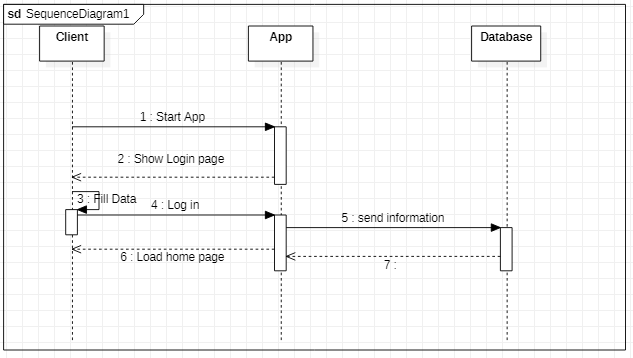 sd SequenceDiagram1
Client
App
Database
1 : Start App
2 : Show Login page
3 : Fill Data
4 : Log in
5 : send information
6 : Load home page
7 :